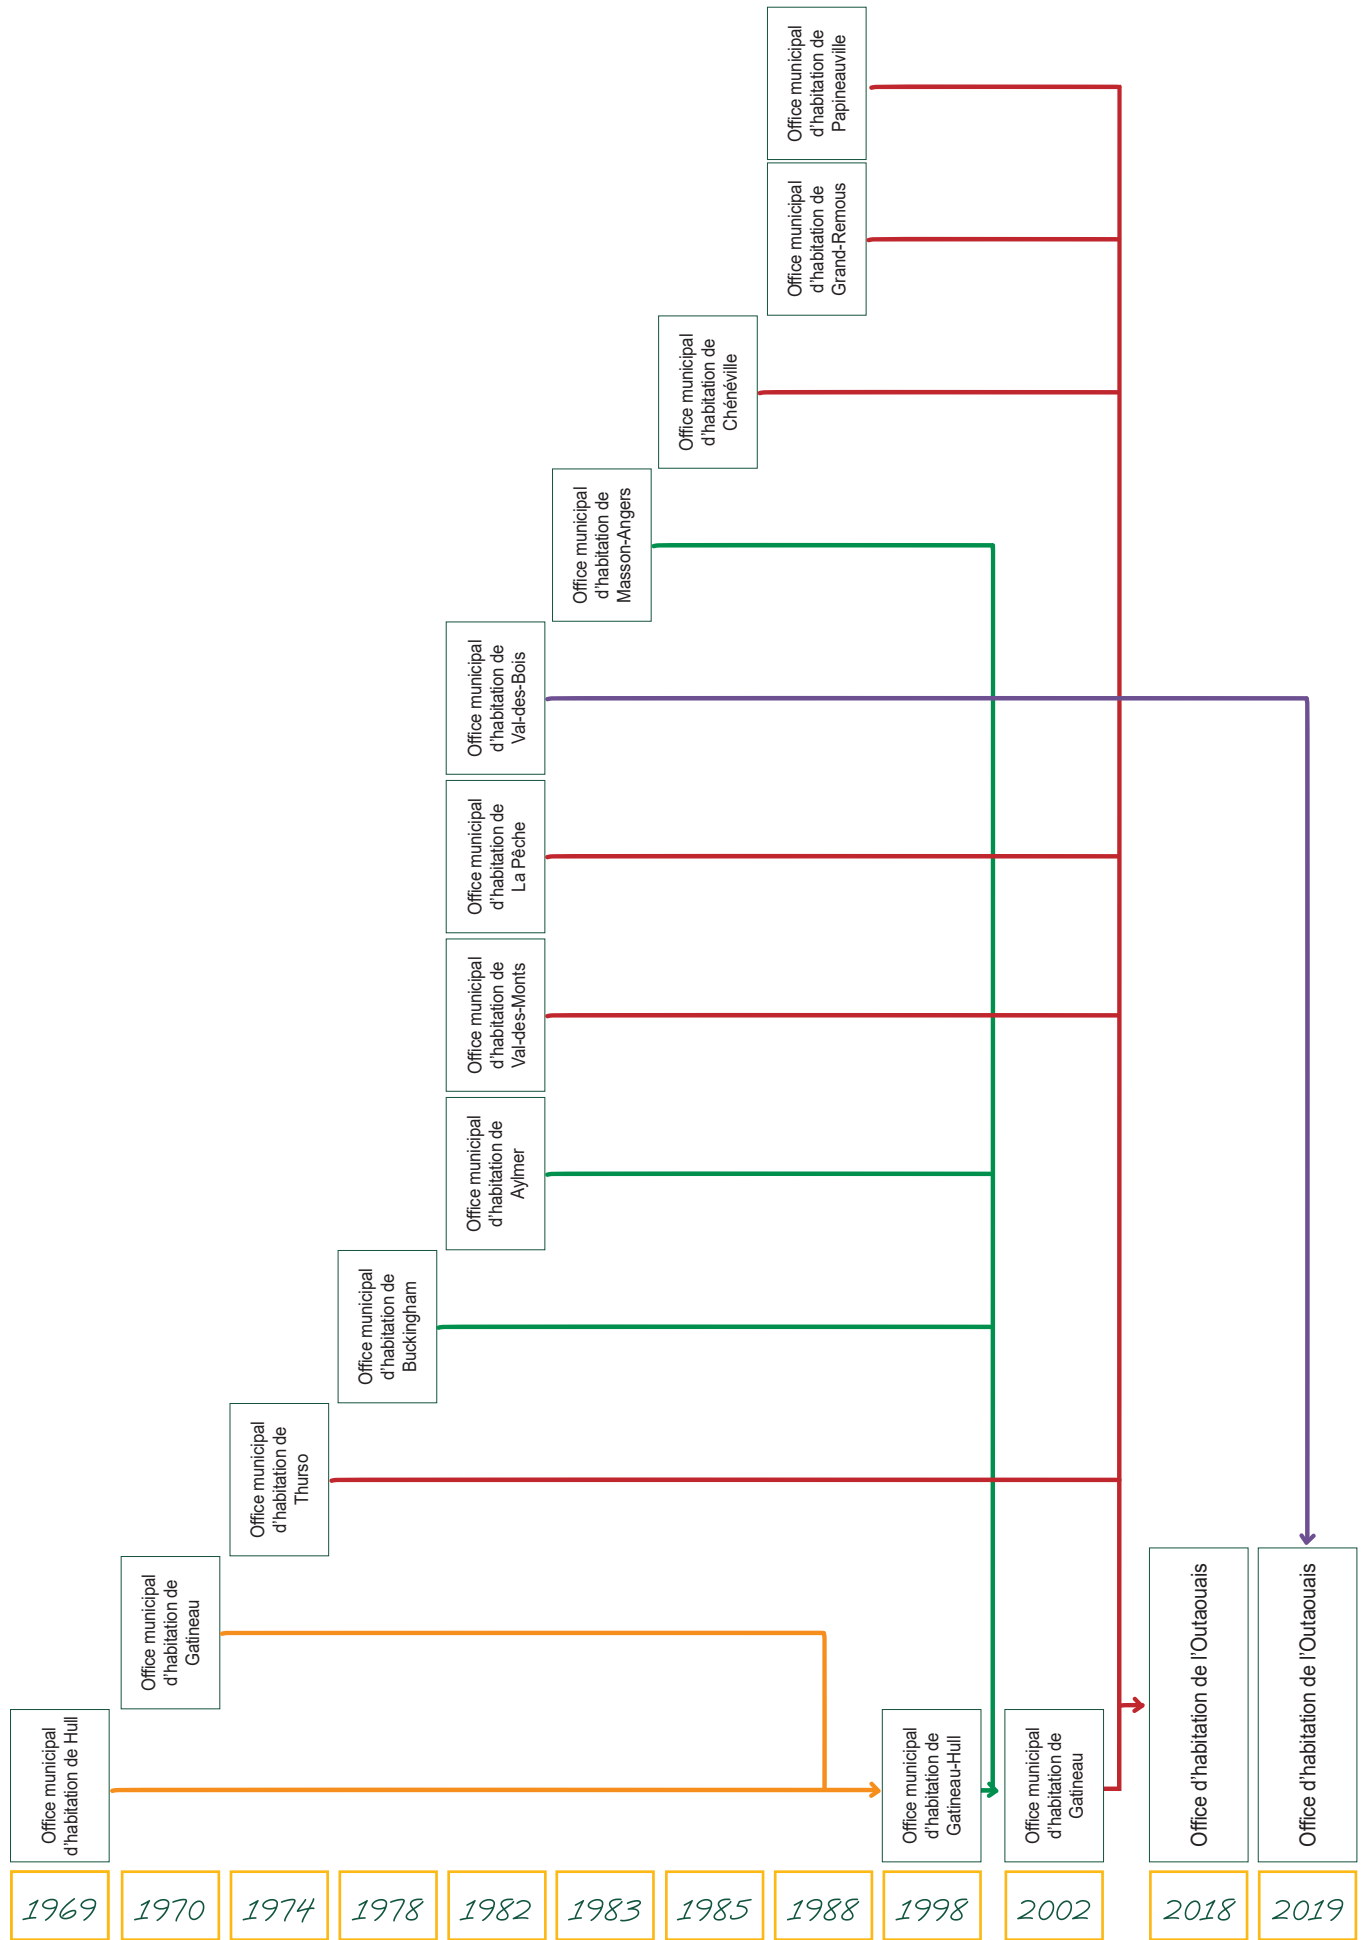 1969
Office municipal
d'habitation de Hull
1970
Office municipal
d'habitation de
Gatineau
1974
Office municipal
d'habitation de
Thurso
1978
Office municipal
d'habitation de
Buckingham
1982
Office municipal
d'habitation de
Aylmer
Office municipal
d'habitation de
Val-des-Monts
Office municipal
d'habitation de
La Pêche
Office municipal
d'habitation de
Val-des-Bois
1983
Office municipal
d'habitation de
Masson-Angers
1985
Office municipal
d'habitation de
Chénéville
1988
Office municipal
d'habitation de
Grand-Remous
Office municipal
d'habitation de
Papineauville
1998
Office municipal
d'habitation de
Gatineau-Hull
2002
Office municipal
d'habitation de
Gatineau
2018
Office d'habitation de l'Outaouais
2019
Office d'habitation de l'Outaouais